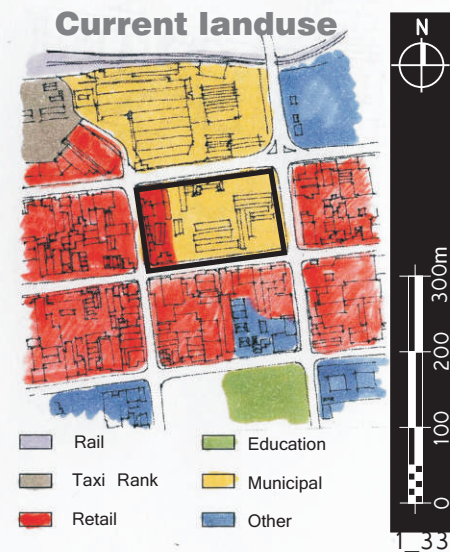 Current landuse
N
300m
200
100
0
Rail
Education
Taxi Rank
Municipal
Retail
Other
1_33